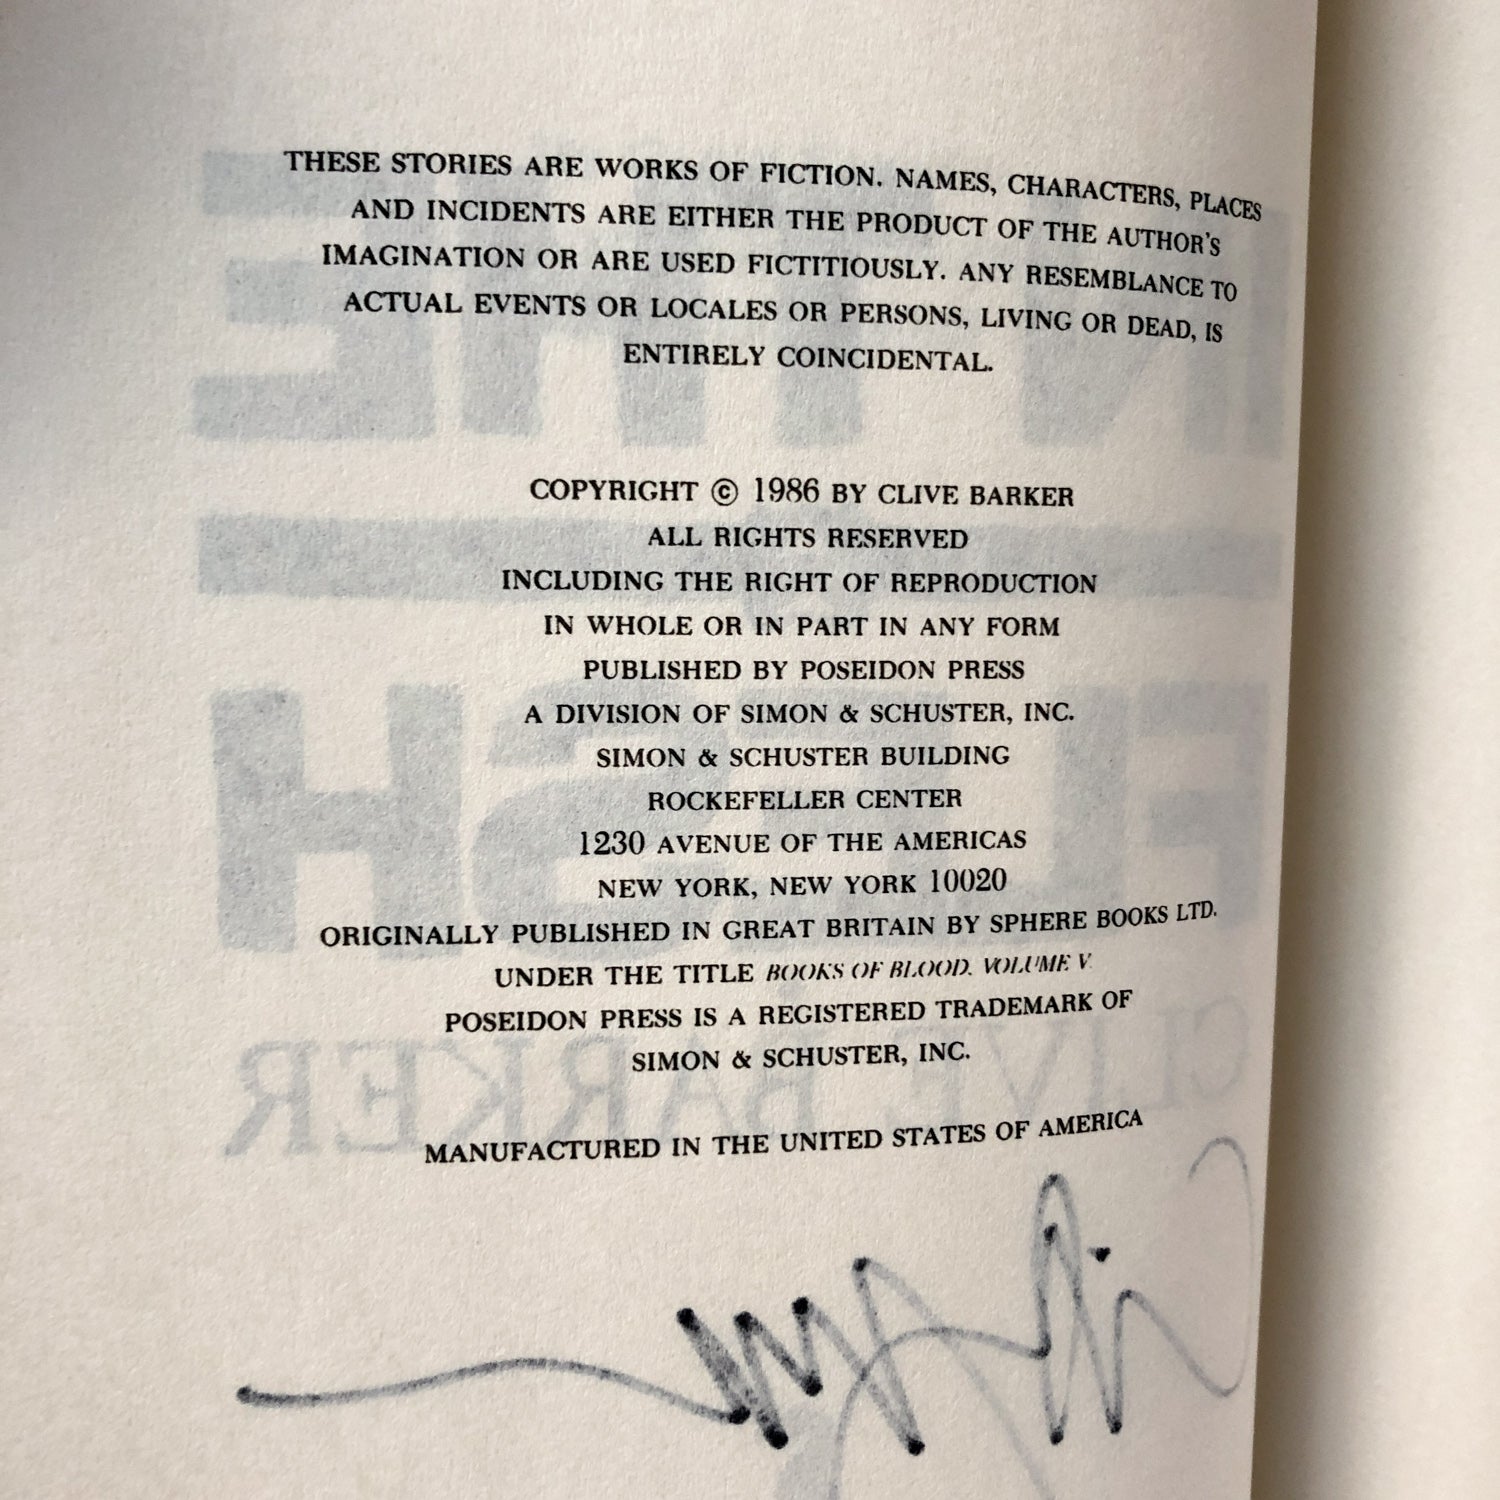 THESE STORIES ARE WORKS OF FICTION. NAMES, CHARACTERS, PLACES
AND INCIDENTS ARE EITHER THE PRODUCT OF THE AUTHOR'S
IMAGINATION OR ARE USED FICTITIOUSLY. ANY RESEMBLANCE TO
ACTUAL EVENTS OR LOCALES OR PERSONS, LIVING OR DEAD, IS
ENTIRELY COINCIDENTAL.
COPYRIGHT © 1986 BY CLIVE BARKER
ALL RIGHTS RESERVED
INCLUDING THE RIGHT OF REPRODUCTION
IN WHOLE OR IN PART IN ANY FORM
PUBLISHED BY POSEIDON PRESS
A DIVISION OF SIMON & SCHUSTER, INC.
SIMON & SCHUSTER BUILDING
ROCKEFELLER CENTER
1230 AVENUE OF THE AMERICAS
NEW YORK, NEW YORK 10020
ORIGINALLY PUBLISHED IN GREAT BRITAIN BY SPHERE BOOKS LTD.
UNDER THE TITLE BOOKS OF BLOOD. VOLUME V.
POSEIDON PRESS IS A REGISTERED TRADEMARK OF
SIMON & SCHUSTER, INC.
MANUFACTURED IN THE UNITED STATES OF AMERICA